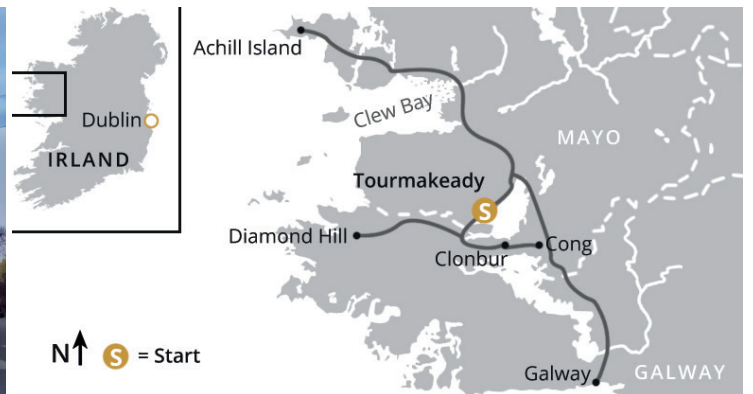 Dublin
IRLAND
N
S = Start
Achill Island
Clew Bay
MAYO
Tourmakeady
S
Diamond Hill
Clonbur
Cong
Galway
GALWAY